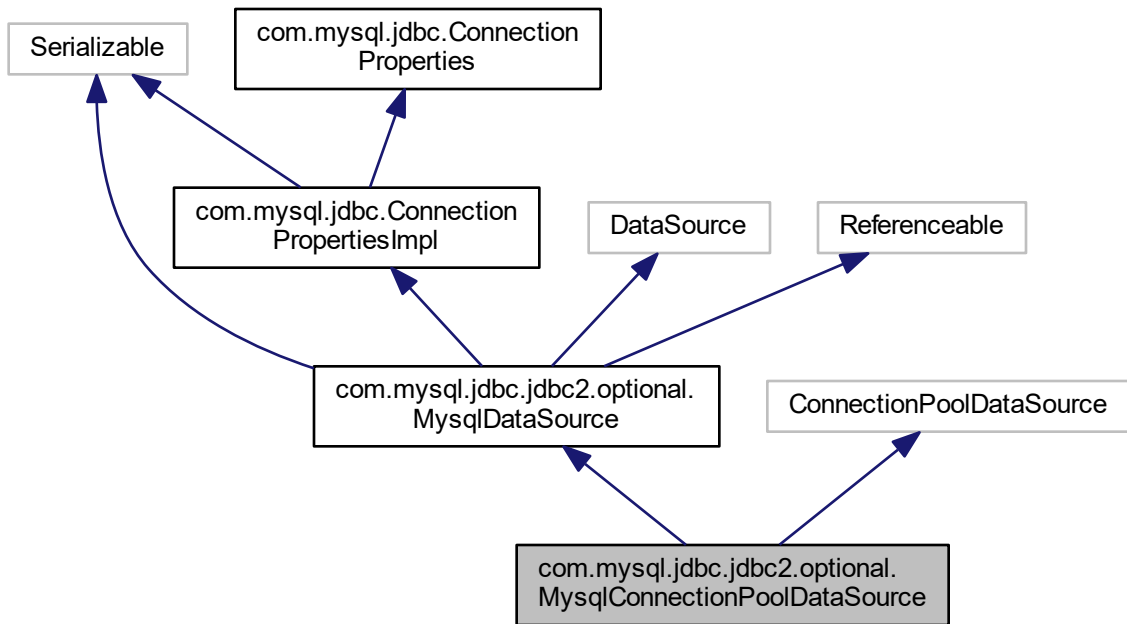 com.mysql.jdbc.Connection
Properties
Serializable
com.mysql.jdbc.Connection
PropertiesImpl
DataSource
Referenceable
com.mysql.jdbc.jdbc2.optional.
MysqlDataSource
ConnectionPoolDataSource
com.mysql.jdbc.jdbc2.optional.
MysqlConnectionPoolDataSource